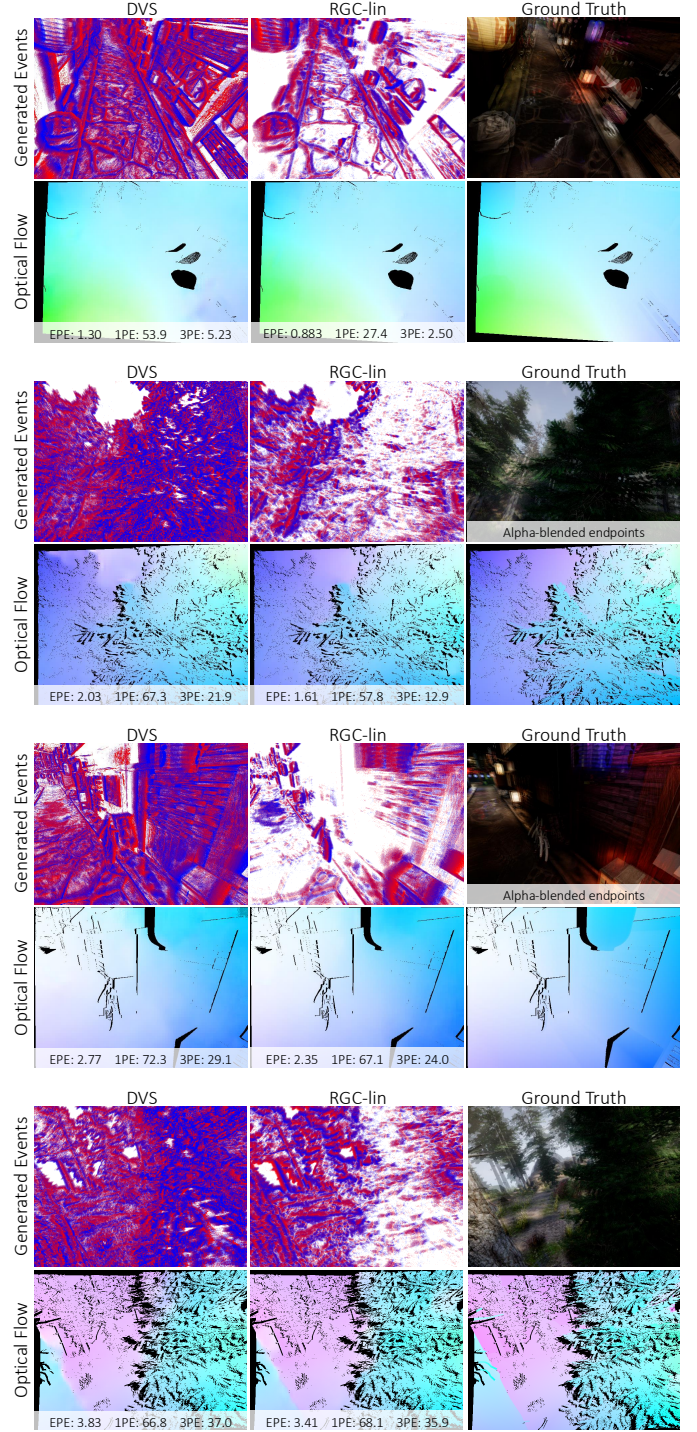 DVS RGC-lin Ground Truth
Generated Events
Optical Flow
EPE: 1.30 1PE: 53.9 3PE: 5.23
EPE: 0.883 1PE: 27.4 3PE: 2.50
DVS RGC-lin Ground Truth
Generated Events
Alpha-blended endpoints
Optical Flow
EPE: 2.03 1PE: 67.3 3PE: 21.9
EPE: 1.61 1PE: 57.8 3PE: 12.9
DVS RGC-lin Ground Truth
Generated Events
Alpha-blended endpoints
Optical Flow
EPE: 2.77 1PE: 72.3 3PE: 29.1
EPE: 2.35 1PE: 67.1 3PE: 24.0
DVS RGC-lin Ground Truth
Generated Events
Optical Flow
EPE: 3.83 1PE: 66.8 3PE: 37.0
EPE: 3.41 1PE: 68.1 3PE: 35.9